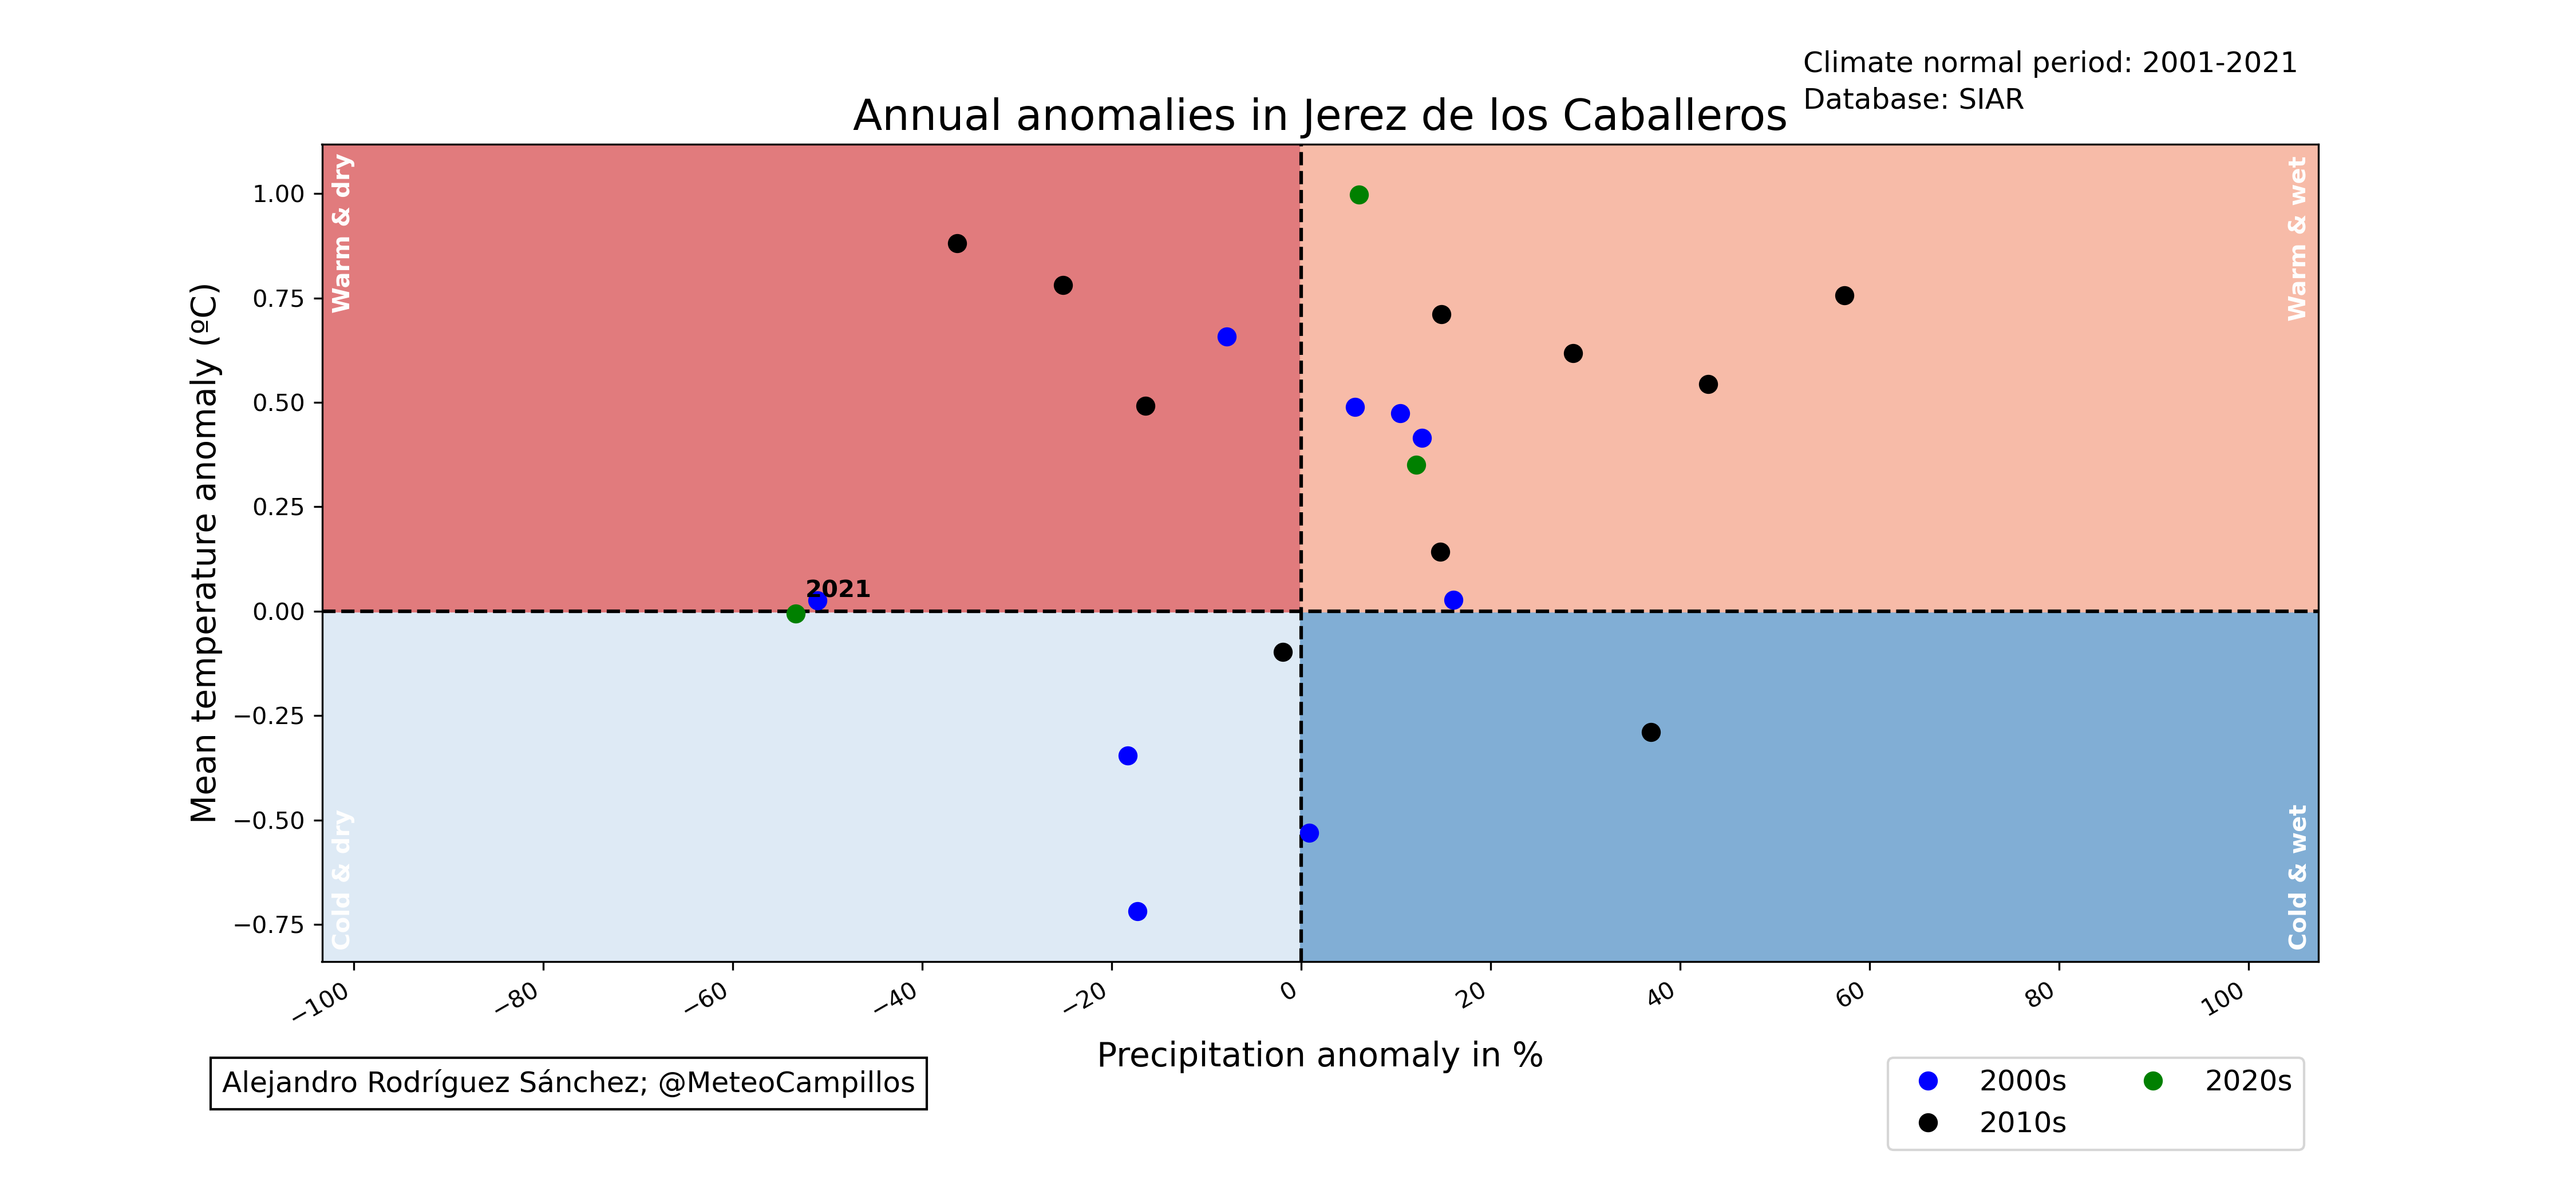 Climate normal period: 2001-2021
Database: SIAR
Annual anomalies in Jerez de los Caballeros
Warm & dry
Warm & wet
Mean temperature anomaly (ºC)
1.00
0.75
0.50
0.25
0.00
−0.25
−0.50
−0.75
2021
Cold & dry
Cold & wet
−100
−80
−60
−40
−20
0
20
40
60
80
100
Precipitation anomaly in %
Alejandro Rodríguez Sánchez; @MeteoCampillos
2000s
2010s
2020s